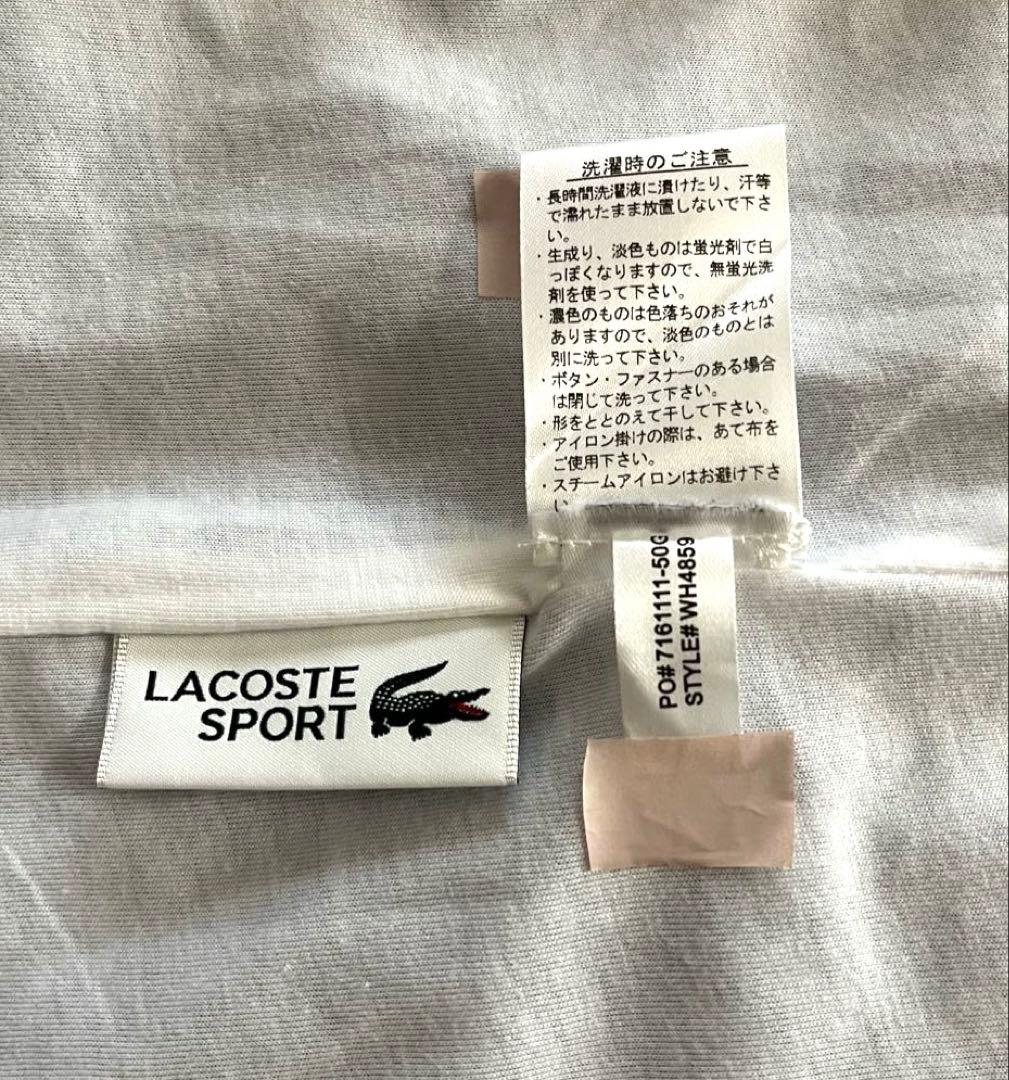 洗濯時のご注意
・長時間洗濯液に漬けたり、汗等
で濡れたまま放置しないで下さ
い。
・生成り、淡色ものは蛍光剤で白
っぽくなりますので、無蛍光洗
剤を使って下さい。
・濃色のものは色落ちのおそれが
ありますので、淡色のものとは
別に洗って下さい。
・ボタン・ファスナーのある場合
は閉じて洗って下さい。
・形をととのえて干して下さい。
・アイロン掛けの際は、あて布を
ご使用下さい。
・スチームアイロンはお避け下さ
い
PO# 7161111-50G
STYLE# WH4859
LACOSTE
SPORT